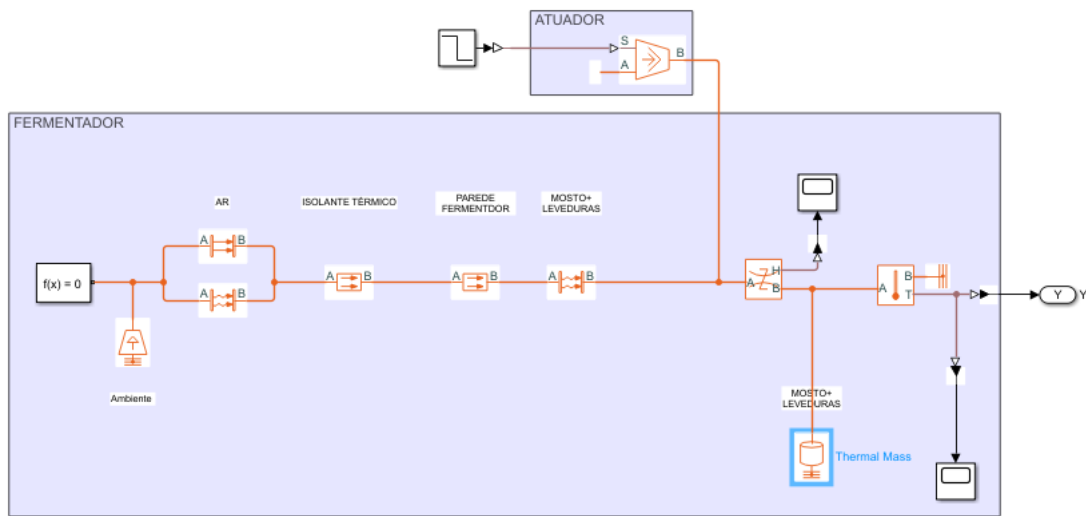 ATUADOR
S
A
B
FERMENTADOR
AR
ISOLANTE TÉRMICO
PAREDE
FERMENTDOR
MOSTO+
LEVEDURAS
A
B
A
B
A
B
A
B
A
B
f(x) = 0
A
H
B
A
B
T
Y
Y
Ambiente
MOSTO+
LEVEDURAS
Thermal Mass